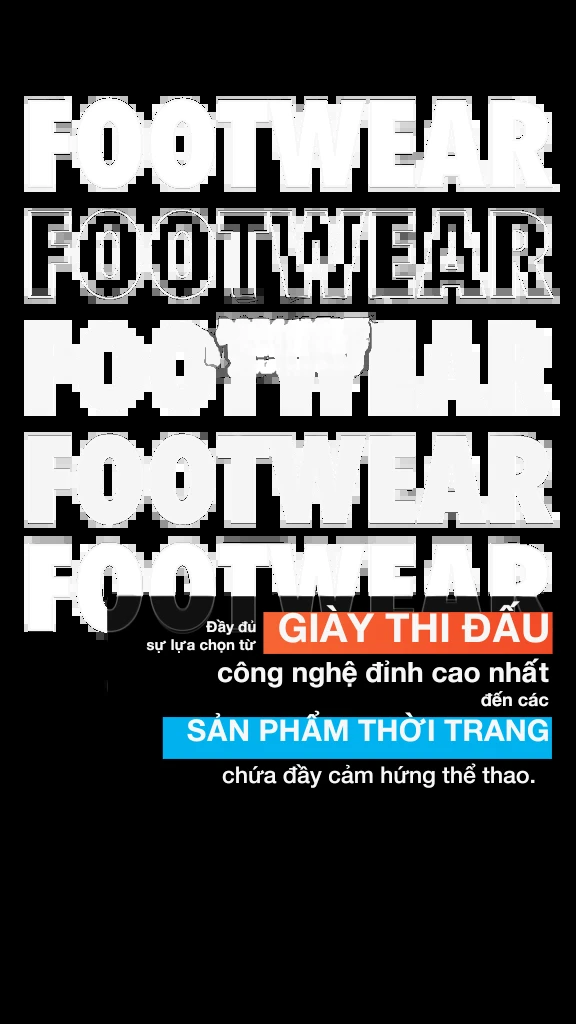 FOOTWEAR
FOOTWEAR
FOOTWEAR
FOOTWEAR
FOOTWEAR
Đầy đủ
sự lựa chọn từ
GIÀY THI ĐẤU
công nghệ đỉnh cao nhất
đến các
SẢN PHẨM THỜI TRANG
chứa đầy cảm hứng thể thao.